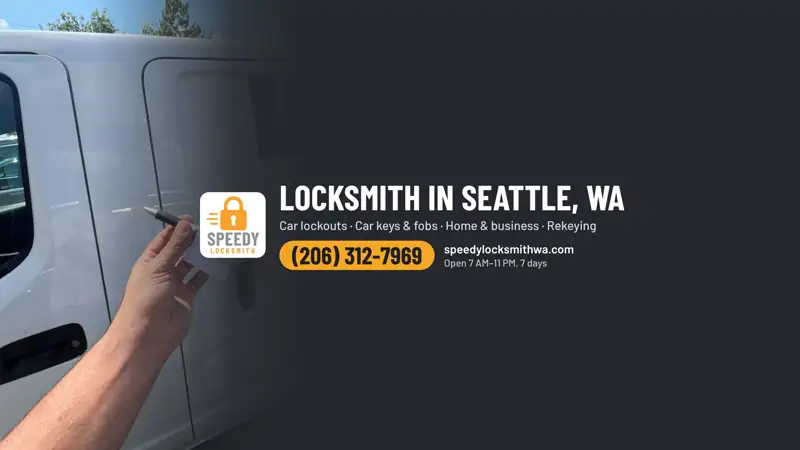 SPEEDY
LOCKSMITH
LOCKSMITH IN SEATTLE, WA
Car lockouts · Car keys & fobs · Home & business · Rekeying
(206) 312-7969
speedylocksmithwa.com
Open 7 AM–11 PM, 7 days